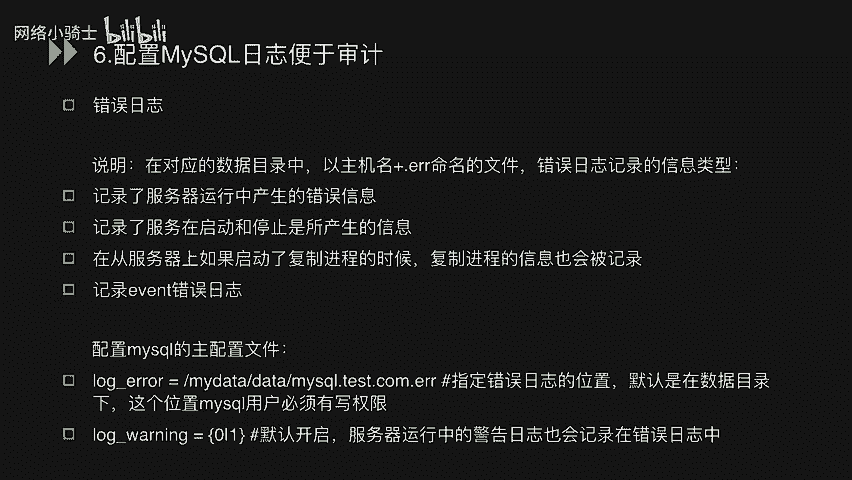 网络小骑士 bilibili
6.配置MySQL日志便于审计
错误日志
说明：在对应的数据目录中，以主机名+.err命名的文件，错误日志记录的信息类型：
记录了服务器运行中产生的错误信息
记录了服务在启动和停止是所产生的信息
在从服务器上如果启动了复制进程的时候，复制进程的信息也会被记录
记录event错误日志
配置mysql的主配置文件：
log_error = /mydata/data/mysql.test.com.err #指定错误日志的位置，默认是在数据目录
下，这个位置mysql用户必须有写权限
log_warning = {0|1} #默认开启，服务器运行中的警告日志也会记录在错误日志中